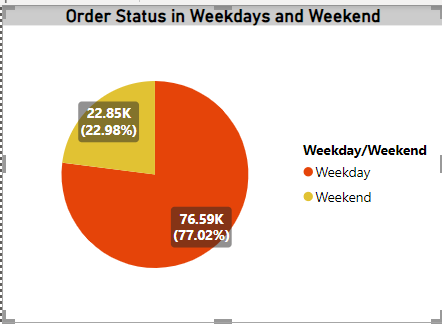 Order Status in Weekdays and Weekend
22.85K
(22.98%)
Weekday/Weekend
Weekday
Weekend
76.59K
(77.02%)